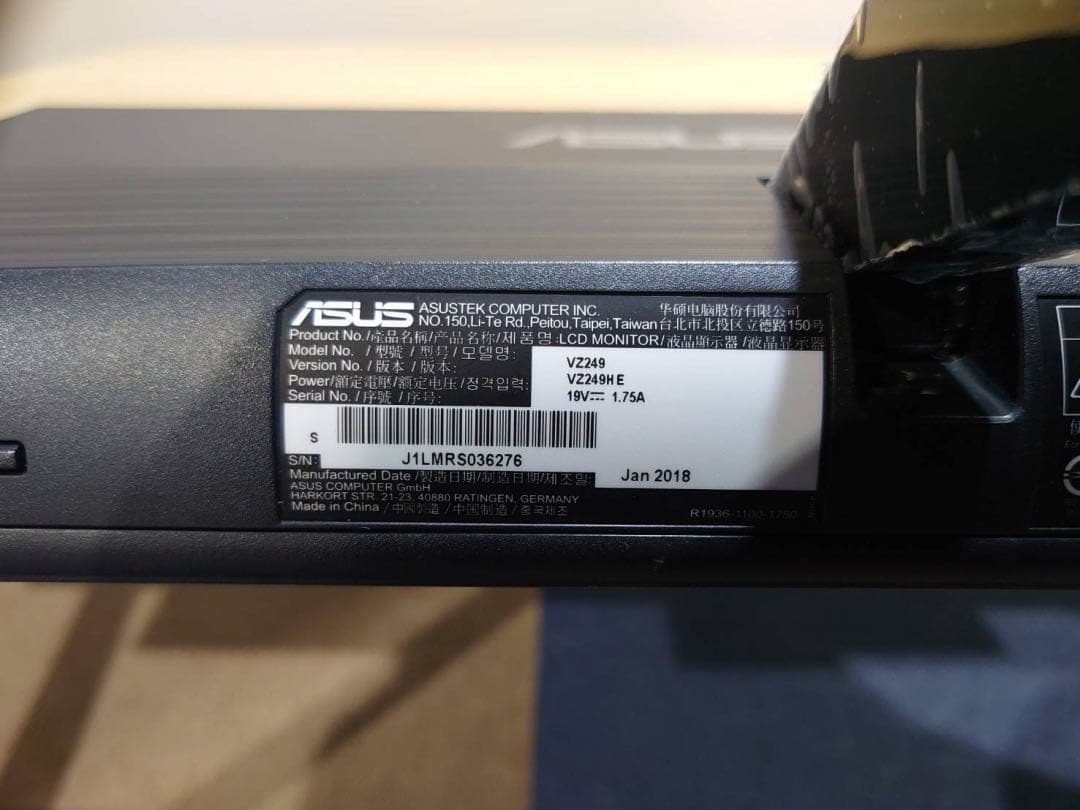 ASUS
ASUSTEK COMPUTER INC. 华硕电脑股份有限公司
NO.150,Li-Te Rd.,Peitou,Taipei,Taiwan 台北市北投区立德路150号
Product No./產品名稱/产品名称/제품명:LCD MONITOR/液晶顯示器/液晶显示器
Model No. /型號/型号/모델명: VZ249
Version No. /版本/版本: VZ249HE
Power/額定電壓/额定电压/정격입력: 19V⎓ 1.75A
Serial No. /序號/序号:
S
S/N: J1LMRS036276
Manufactured Date /製造日期/制造日期/제조일: Jan 2018
ASUS COMPUTER GmbH
HARKORT STR. 21-23, 40880 RATINGEN, GERMANY
Made in China /中國製造/中国制造/중국제조
R1936-1100-1780